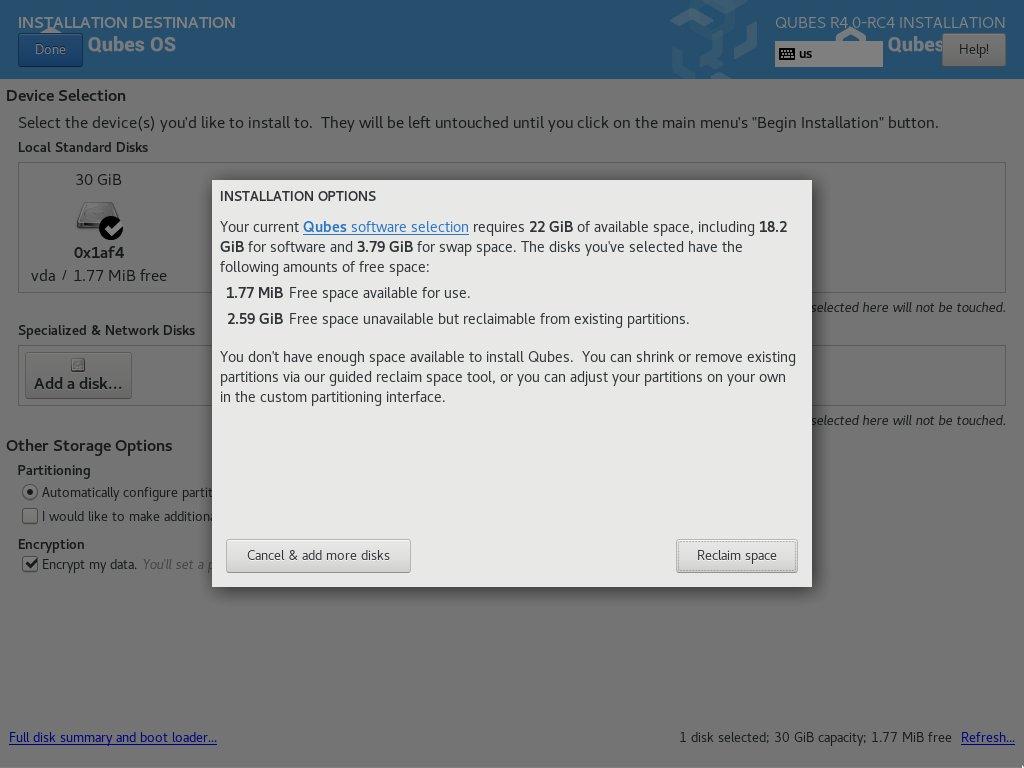 INSTALLATION DESTINATION
QUBES R4.0-RC4 INSTALLATION
Done
Qubes OS
us
Qubes
Help!
Device Selection
Select the device(s) you'd like to install to.  They will be left untouched until you click on the main menu's "Begin Installation" button.
Local Standard Disks
30 GiB
0x1af4
vda / 1.77 MiB free
selected here will not be touched.
Specialized & Network Disks
Add a disk...
selected here will not be touched.
Other Storage Options
Partitioning
Automatically configure partit
I would like to make additiona
Encryption
Encrypt my data. You'll set a p
INSTALLATION OPTIONS
Your current Qubes software selection requires 22 GiB of available space, including 18.2
GiB for software and 3.79 GiB for swap space. The disks you've selected have the
following amounts of free space:
1.77 MiB Free space available for use.
2.59 GiB Free space unavailable but reclaimable from existing partitions.
You don't have enough space available to install Qubes.  You can shrink or remove existing
partitions via our guided reclaim space tool, or you can adjust your partitions on your own
in the custom partitioning interface.
Cancel & add more disks
Reclaim space
Full disk summary and boot loader...
1 disk selected; 30 GiB capacity; 1.77 MiB free Refresh...